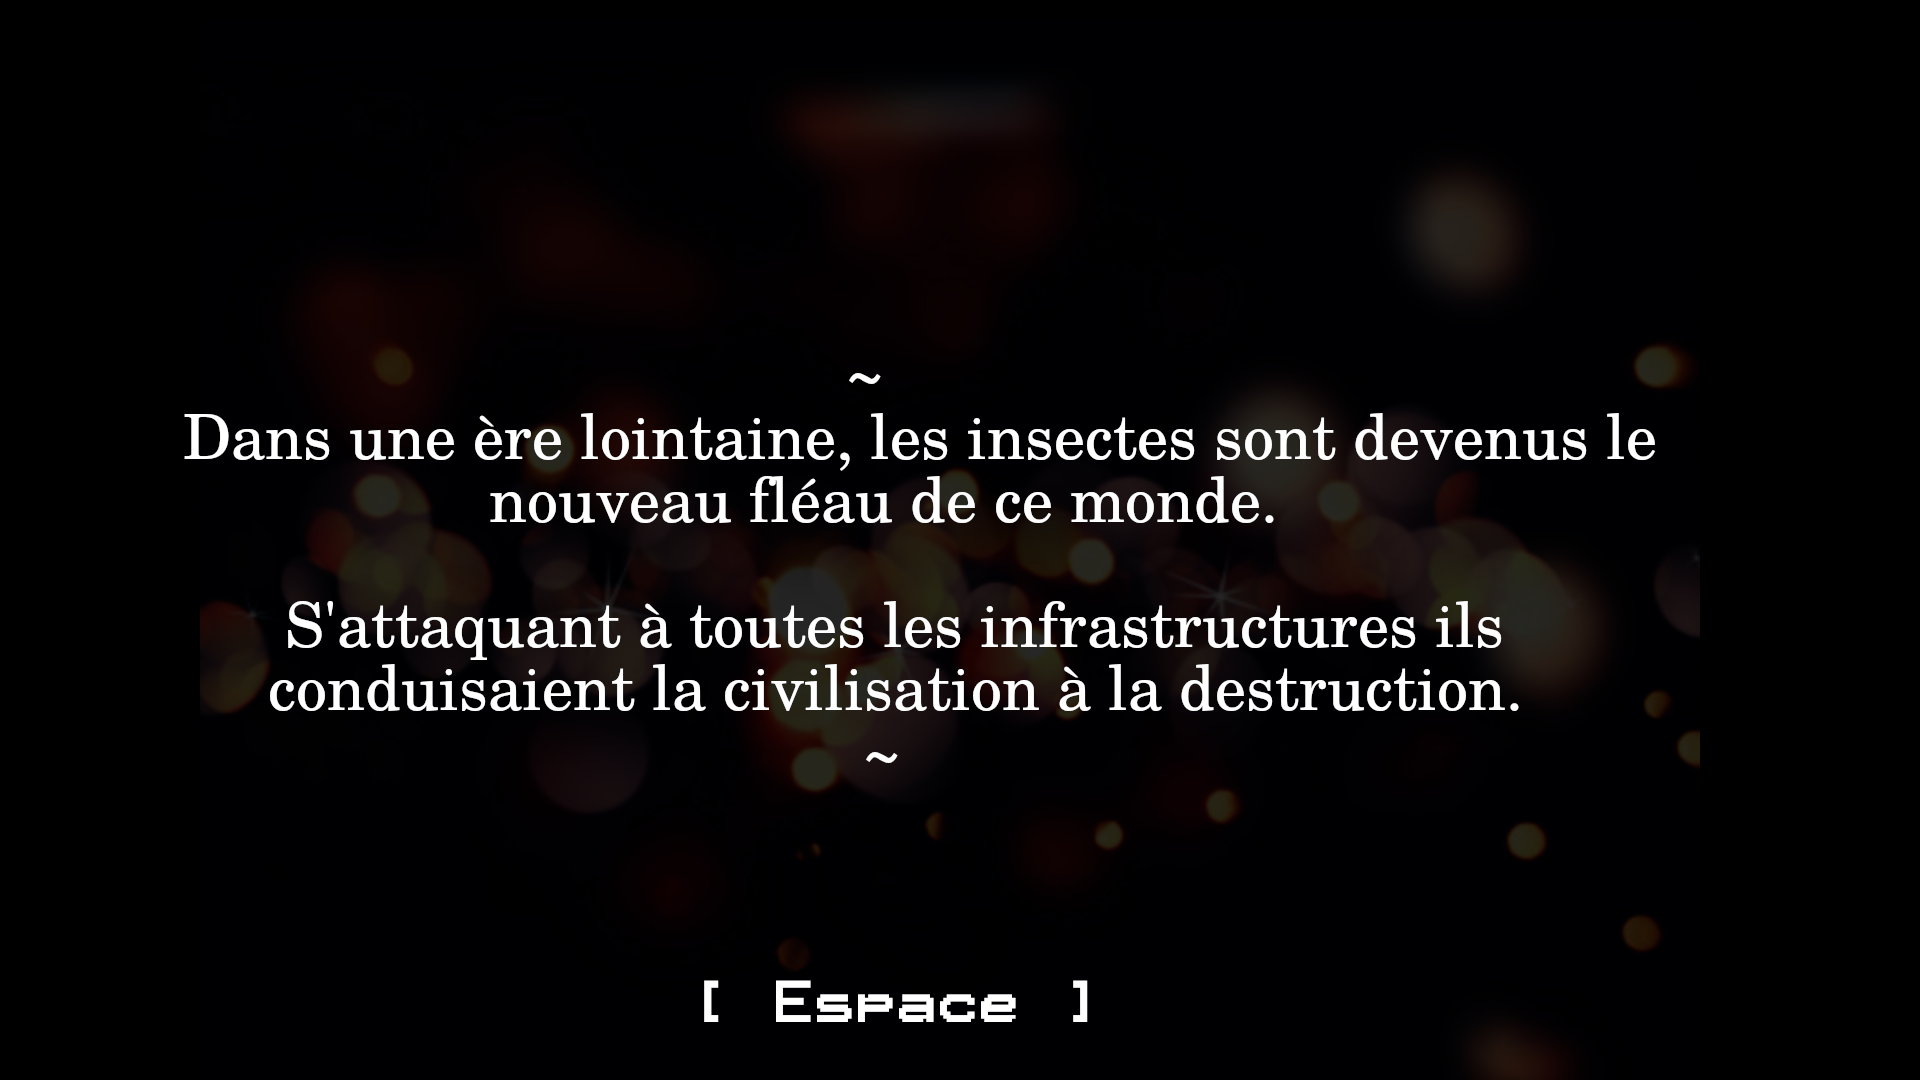 ~
Dans une ère lointaine, les insectes sont devenus le
nouveau fléau de ce monde.
S'attaquant à toutes les infrastructures ils
conduisaient la civilisation à la destruction.
~
[ Espace ]